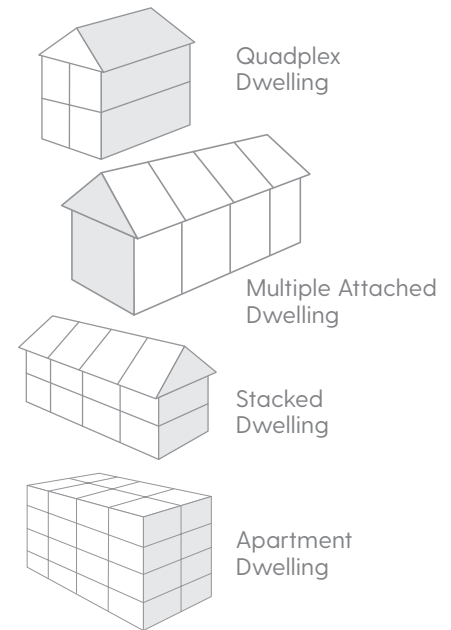 Quadplex
Dwelling
Multiple Attached
Dwelling
Stacked
Dwelling
Apartment
Dwelling